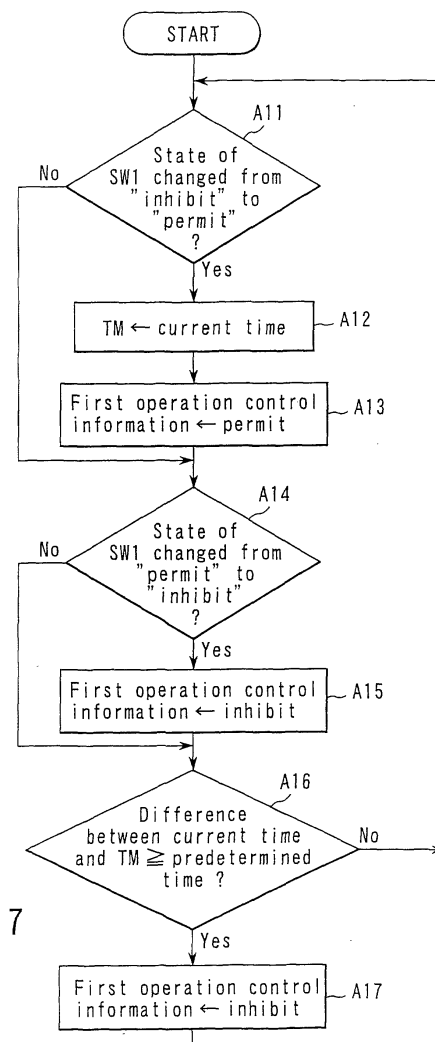 START
A11
State of
SW1 changed from
"inhibit" to
"permit"
?
No
Yes
TM ← current time
A12
First operation control
information ← permit
A13
A14
State of
SW1 changed from
"permit" to
"inhibit"
?
No
Yes
First operation control
information ← inhibit
A15
A16
Difference
between current time
and TM ≧ predetermined
time ?
No
7
Yes
First operation control
information ← inhibit
A17